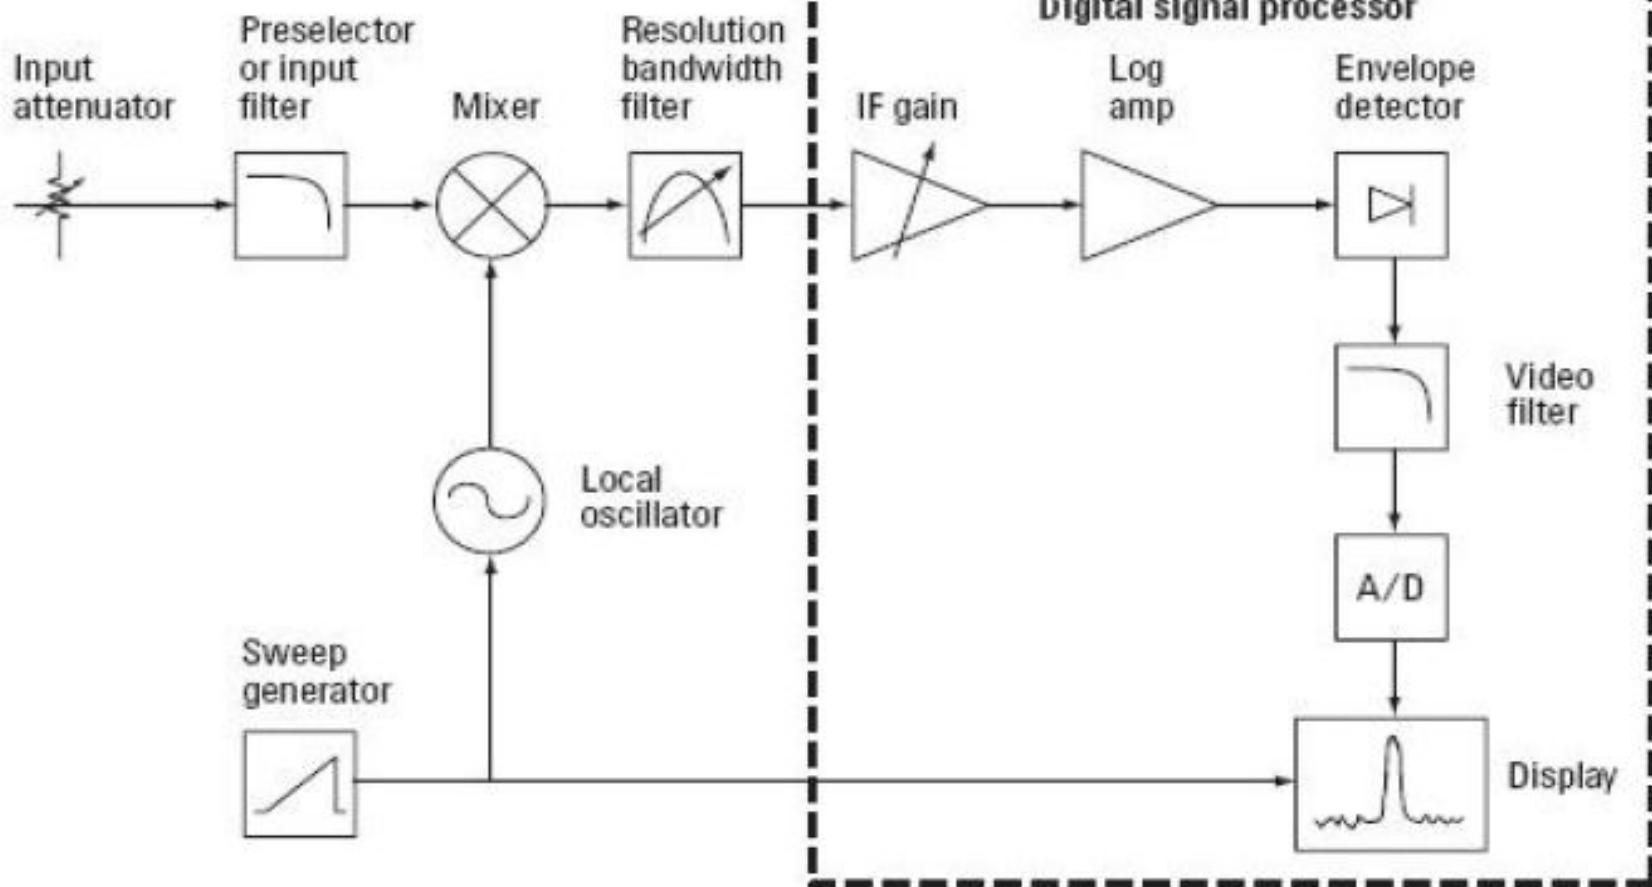 Digital signal processor
Input
attenuator
Preselector
or input
filter
Mixer
Resolution
bandwidth
filter
IF gain
Log
amp
Envelope
detector
Video
filter
Local
oscillator
A/D
Sweep
generator
Display